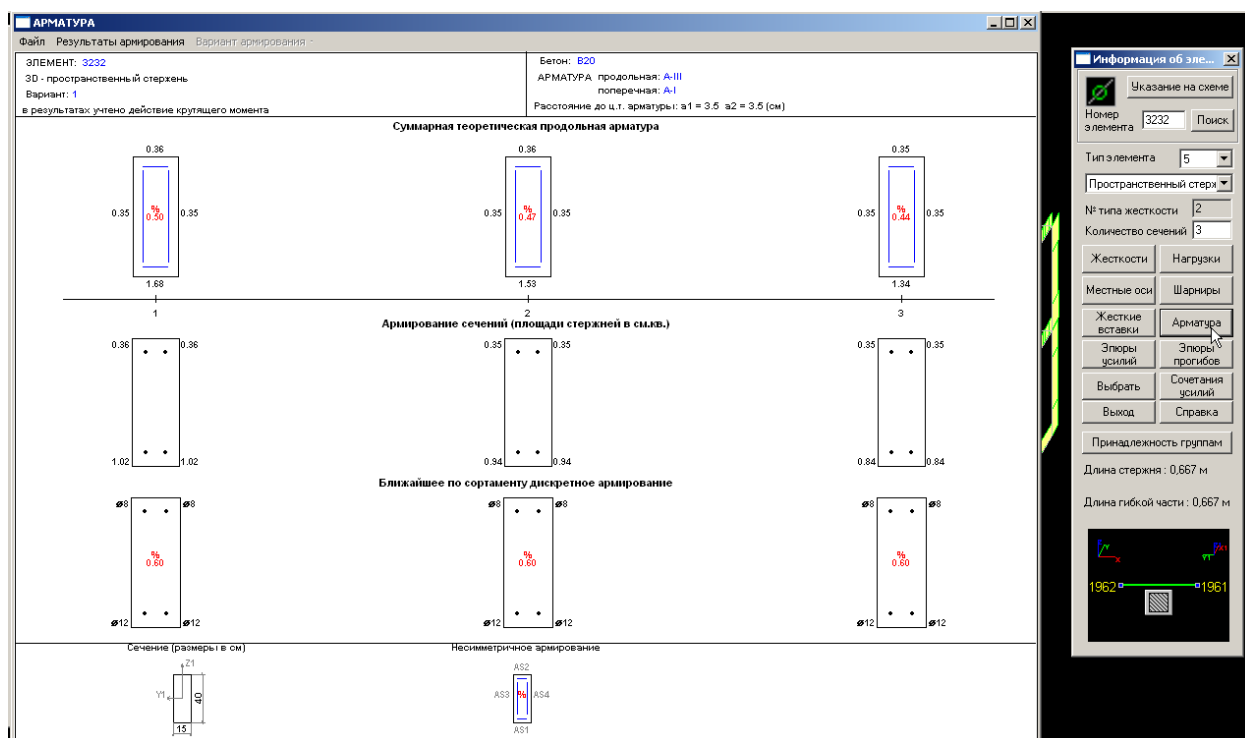 АРМАТУРА
Файл Результаты армирования Вариант армирования
ЭЛЕМЕНТ: 3232
3D - пространственный стержень
Вариант: 1
в результатах учтено действие крутящего момента
Бетон: B20
АРМАТУРА продольная: A-III
поперечная: A-I
Расстояние до ц.т. арматуры: a1 = 3.5 a2 = 3.5 (см)
Суммарная теоретическая продольная арматура
0.36 0.36 0.35
0.35 % 0.35 0.35 % 0.35 0.35 % 0.35
0.50 0.47 0.44
1.68 1.53 1.34
1 2 3
Армирование сечений (площади стержней в см.кв.)
0.36 0.36 0.35 0.35 0.35 0.35
1.02 1.02 0.94 0.94 0.84 0.84
Ближайшее по сортаменту дискретное армирование
ø8 ø8 ø8 ø8 ø8 ø8
% % %
0.60 0.60 0.60
ø12 ø12 ø12 ø12 ø12 ø12
Сечение (размеры в см)
Z1
Y1
40
15
Несимметричное армирование
AS2
AS3 % AS4
AS1
Информация об эле...
Указание на схеме
Номер
элемента 3232 Поиск
Тип элемента 5
Пространственный стерж
№ типа жесткости 2
Количество сечений 3
Жесткости Нагрузки
Местные оси Шарниры
Жесткие
вставки
Арматура
Эпюры
усилий
Эпюры
прогибов
Выбрать
Сочетания
усилий
Выход Справка
Принадлежность группам
Длина стержня : 0,667 м
Длина гибкой части : 0,667 м
1962 1961